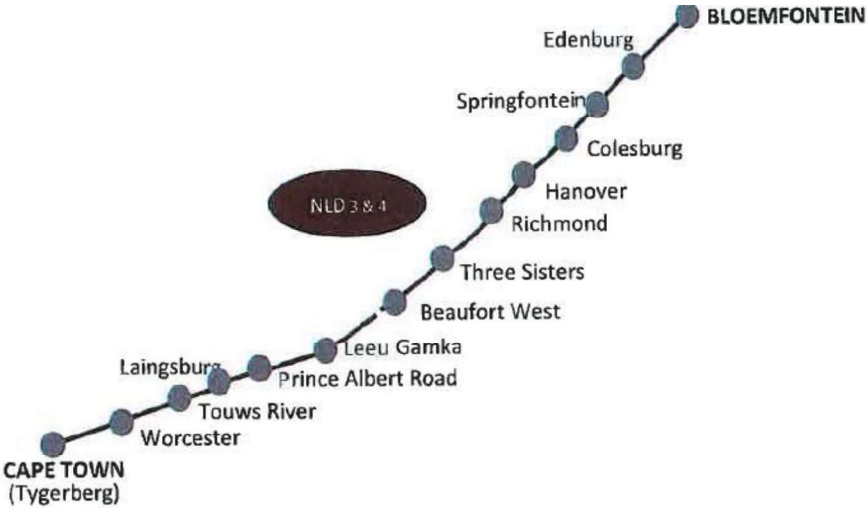 BLOEMFONTEIN
Edenburg
Springfontein
Colesburg
Hanover
NLD 3 & 4
Richmond
Three Sisters
Beaufort West
Leeu Gamka
Laingsburg
Prince Albert Road
Touws River
Worcester
CAPE TOWN
(Tygerberg)